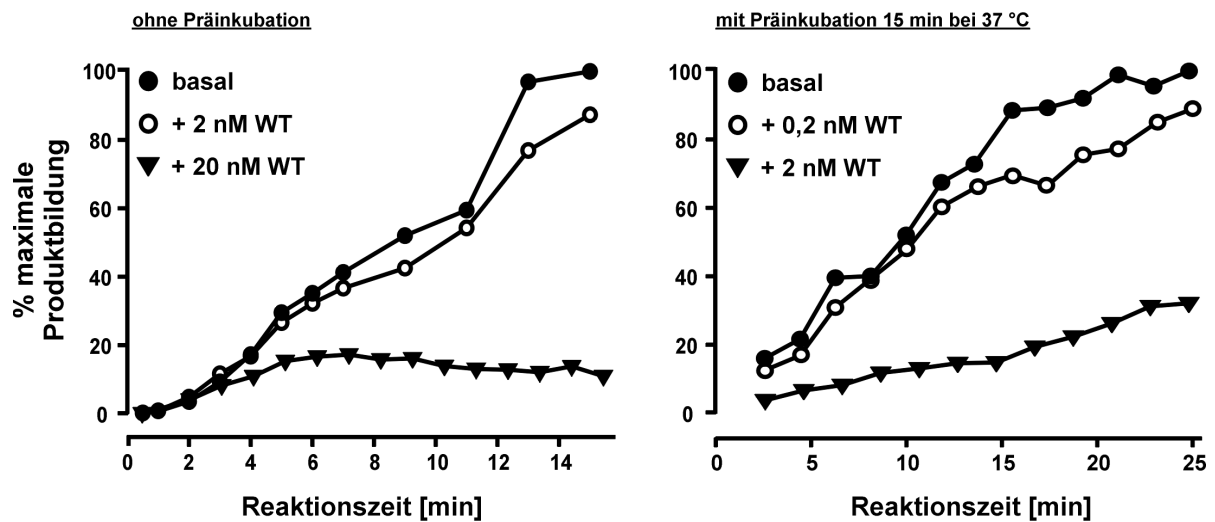 ohne Präinkubation
mit Präinkubation 15 min bei 37 °C
% maximale
Produktbildung
100
80
60
40
20
0
basal
+ 2 nM WT
+ 20 nM WT
0 2 4 6 8 10 12 14
Reaktionszeit [min]
100
80
60
40
20
0
basal
+ 0,2 nM WT
+ 2 nM WT
0 5 10 15 20 25
Reaktionszeit [min]